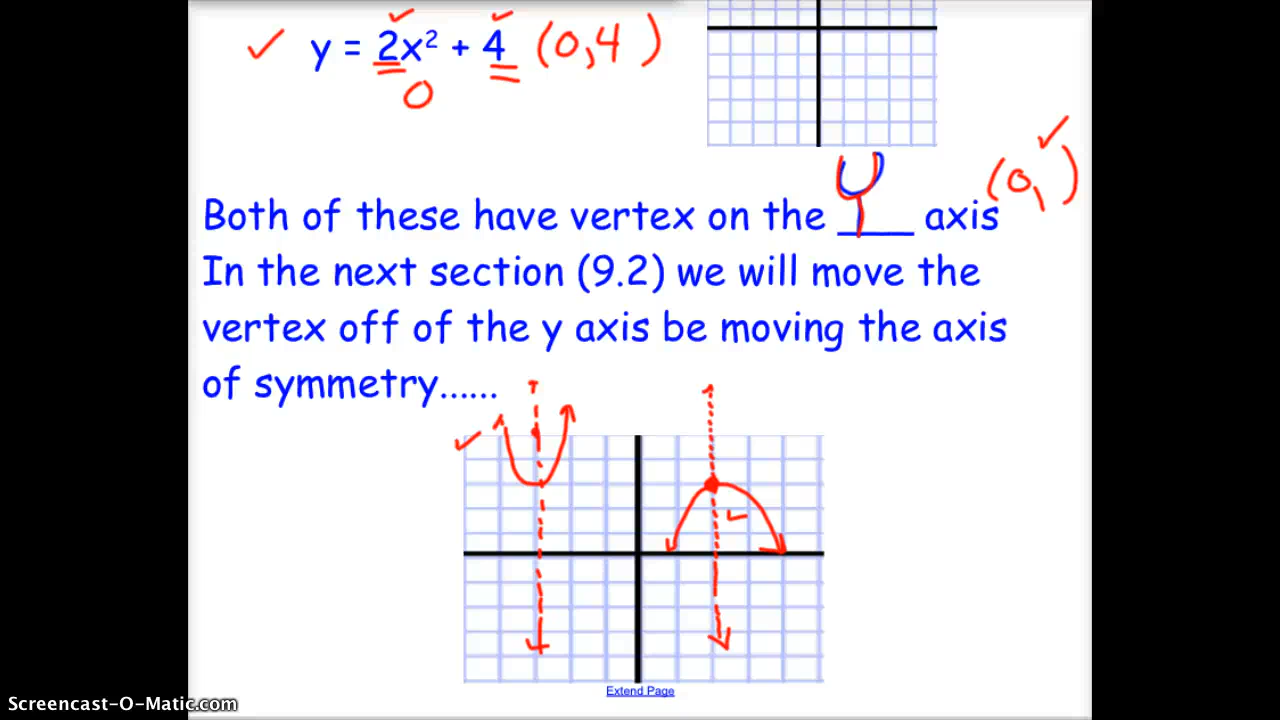 y = 2x² + 4 (0,4)
0
(0, )
Both of these have vertex on the y axis
In the next section (9.2) we will move the
vertex off of the y axis be moving the axis
of symmetry......
Extend Page
Screencast-O-Matic.com